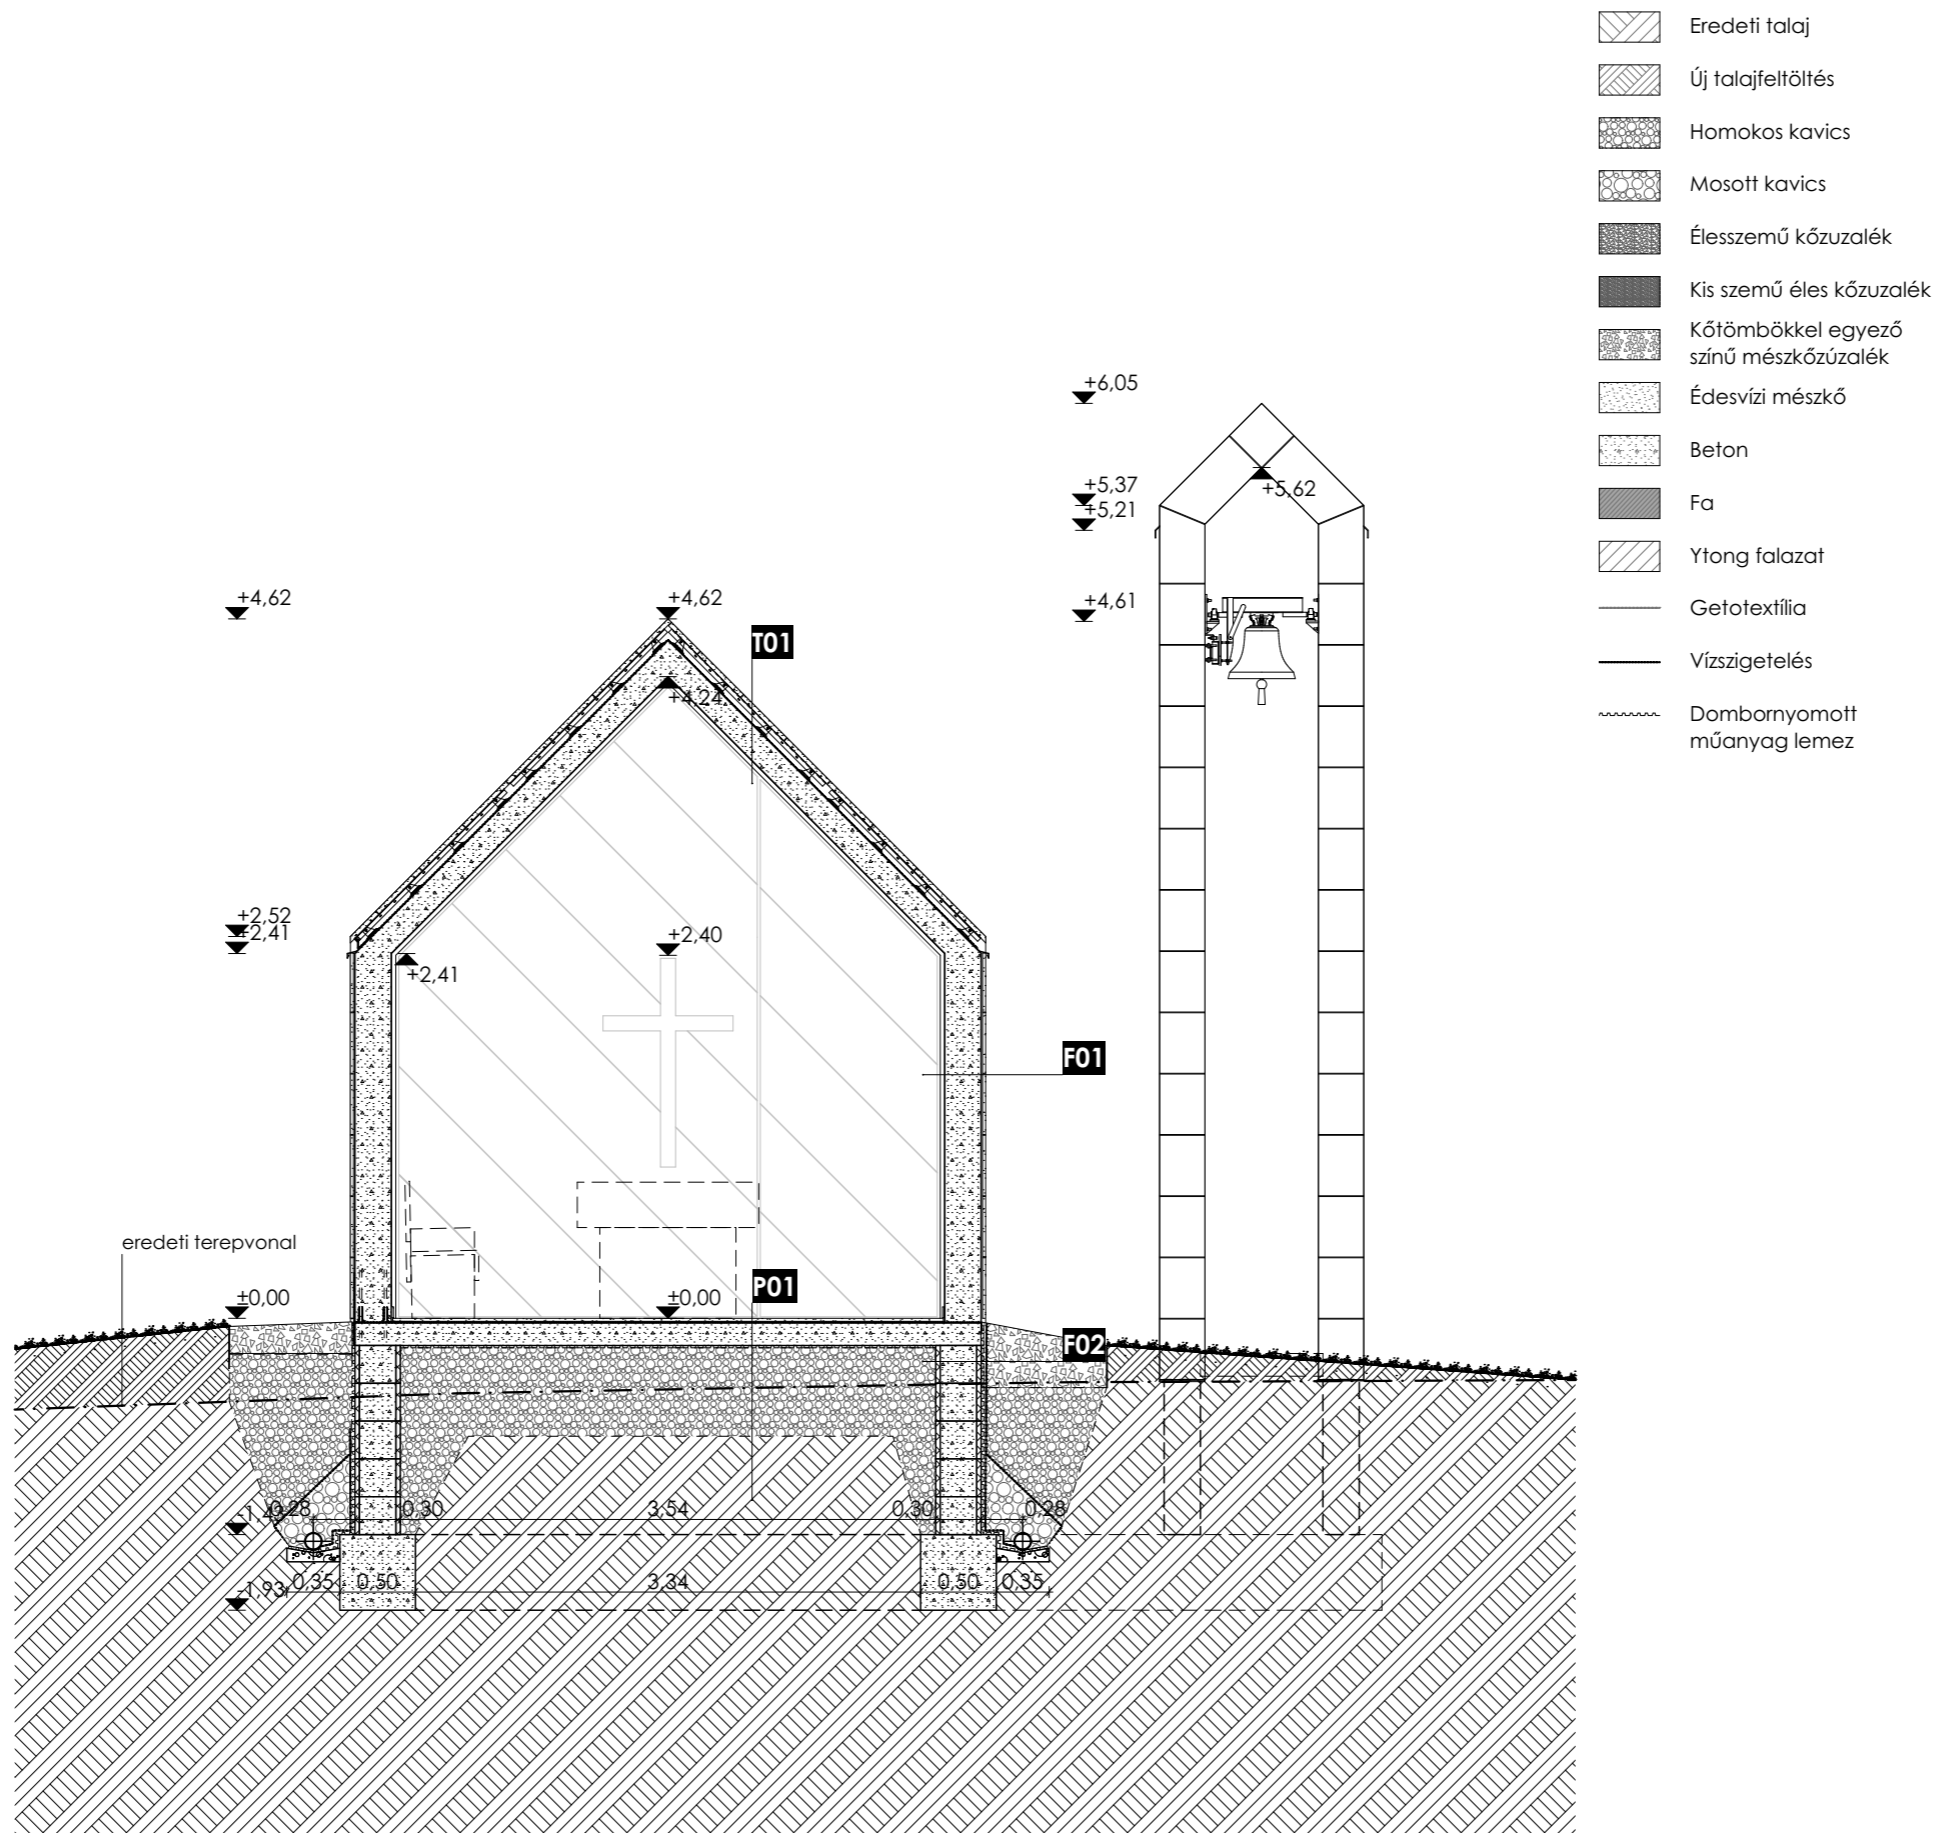 Eredeti talaj
Új talajfeltöltés
Homokos kavics
Mosott kavics
Élesszemű kőzuzalék
Kis szemű éles kőzuzalék
Kőtömbökkel egyező
színű mészkőzúzalék
Édesvízi mészkő
Beton
Fa
Ytong falazat
Getotextília
Vízszigetelés
Dombornyomott
műanyag lemez
+6,05
+5,62
+5,37
+5,21
+4,61
+4,62
+4,62
T01
+4,24
+2,52
+2,41
+2,40
+2,41
F01
eredeti terepvonal
±0,00
±0,00
P01
F02
0,28
0,30
3,54
0,30
0,28
-1,93
0,35
0,50
3,34
0,50
0,35